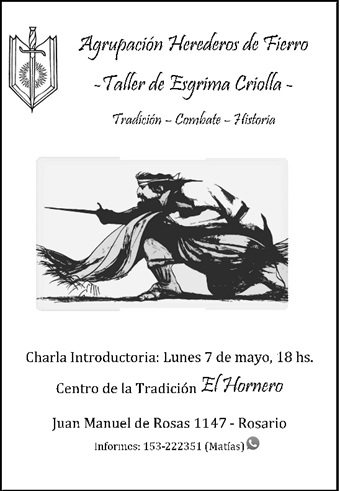 Agrupación Herederos de Fierro
~Taller de Esgrima Criolla ~
Tradición – Combate – Historia
Charla Introductoria: Lunes 7 de mayo, 18 hs.
Centro de la Tradición El Hornero
Juan Manuel de Rosas 1147 - Rosario
Informes: 153-222351 (Matías)